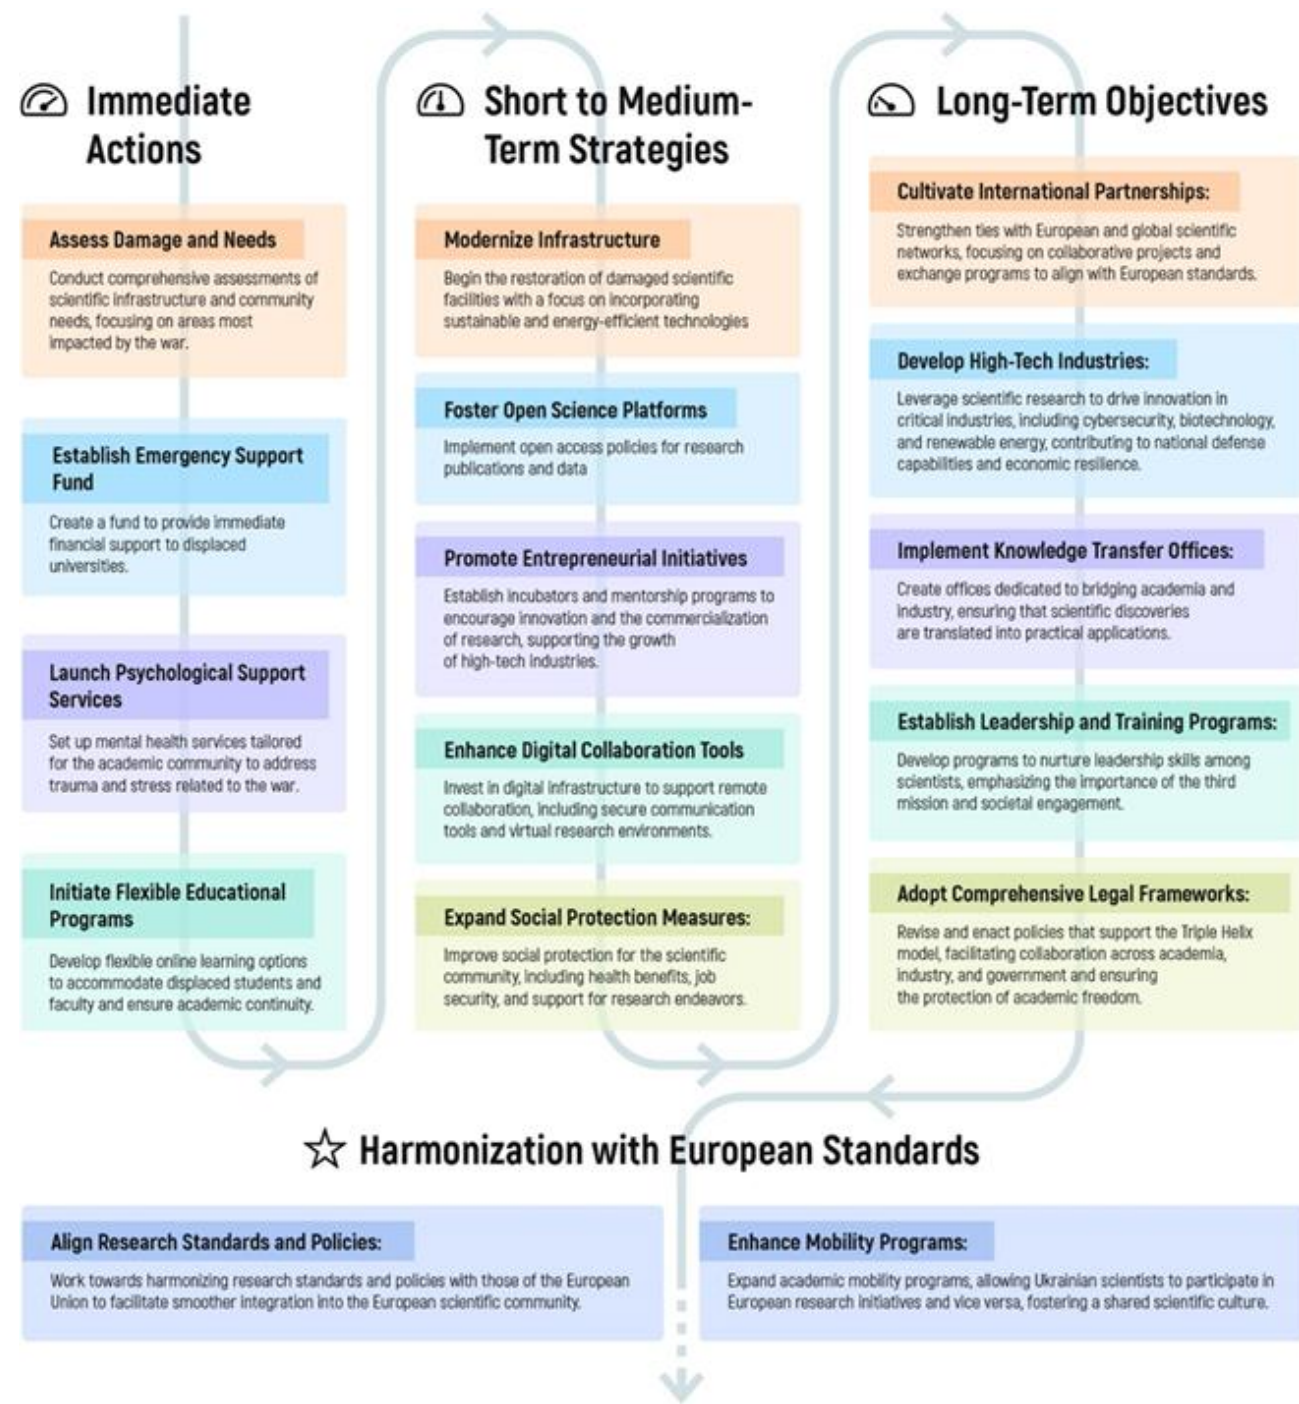 Immediate
Actions
Assess Damage and Needs
Conduct comprehensive assessments of
scientific infrastructure and community
needs, focusing on areas most
impacted by the war.
Establish Emergency Support
Fund
Create a fund to provide immediate
financial support to displaced
universities.
Launch Psychological Support
Services
Set up mental health services tailored
for the academic community to address
trauma and stress related to the war.
Initiate Flexible Educational
Programs
Develop flexible online learning options
to accommodate displaced students and
faculty and ensure academic continuity.
Short to Medium-
Term Strategies
Modernize Infrastructure
Begin the restoration of damaged scientific
facilities with a focus on incorporating
sustainable and energy-efficient technologies
Foster Open Science Platforms
Implement open access policies for research
publications and data
Promote Entrepreneurial Initiatives
Establish incubators and mentorship programs to
encourage innovation and the commercialization
of research, supporting the growth
of high-tech industries.
Enhance Digital Collaboration Tools
Invest in digital infrastructure to support remote
collaboration, including secure communication
tools and virtual research environments.
Expand Social Protection Measures:
Improve social protection for the scientific
community, including health benefits, job
security, and support for research endeavors.
Long-Term Objectives
Cultivate International Partnerships:
Strengthen ties with European and global scientific
networks, focusing on collaborative projects and
exchange programs to align with European standards.
Develop High-Tech Industries:
Leverage scientific research to drive innovation in
critical industries, including cybersecurity, biotechnology,
and renewable energy, contributing to national defense
capabilities and economic resilience.
Implement Knowledge Transfer Offices:
Create offices dedicated to bridging academia and
industry, ensuring that scientific discoveries
are translated into practical applications.
Establish Leadership and Training Programs:
Develop programs to nurture leadership skills among
scientists, emphasizing the importance of the third
mission and societal engagement.
Adopt Comprehensive Legal Frameworks:
Revise and enact policies that support the Triple Helix
model, facilitating collaboration across academia,
industry, and government and ensuring
the protection of academic freedom.
Harmonization with European Standards
Align Research Standards and Policies:
Work towards harmonizing research standards and policies with those of the European
Union to facilitate smoother integration into the European scientific community.
Enhance Mobility Programs:
Expand academic mobility programs, allowing Ukrainian scientists to participate in
European research initiatives and vice versa, fostering a shared scientific culture.